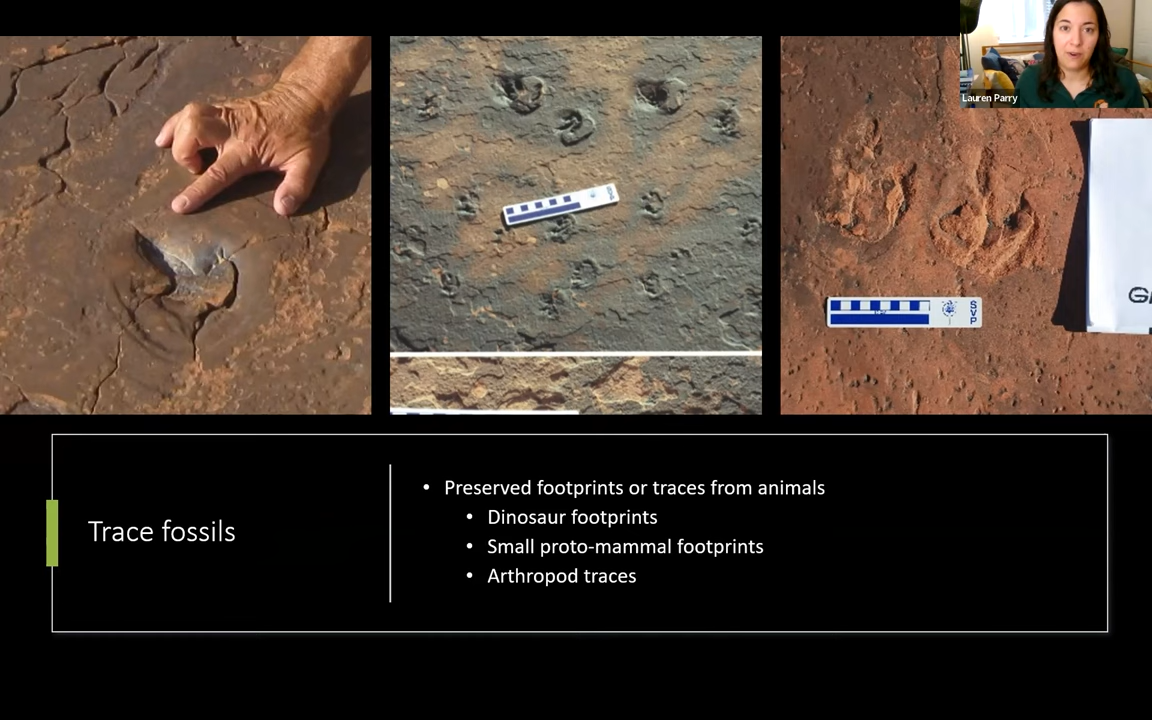 Lauren Parry
SVP
Trace fossils
• Preserved footprints or traces from animals
• Dinosaur footprints
• Small proto-mammal footprints
• Arthropod traces